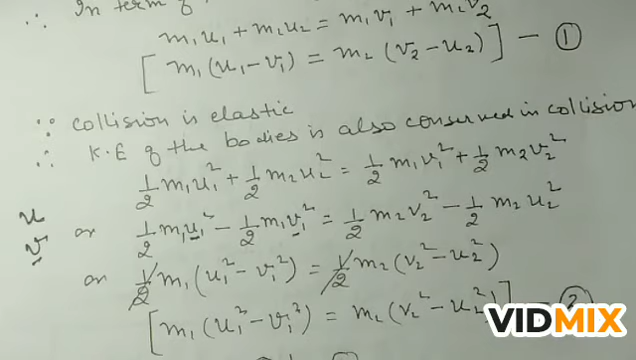 ∴ In term of
m₁u₁ + m₂u₂ = m₁v₁ + m₂v₂
[m₁(u₁-v₁) = m₂(v₂-u₂)] - ①
∵ Collision is elastic
∴ K.E of the bodies is also conserved in collision
½m₁u₁² + ½m₂u₂² = ½m₁v₁² + ½m₂v₂²
u
v
or ½m₁u₁² - ½m₁v₁² = ½m₂v₂² - ½m₂u₂²
or ½m₁(u₁²-v₁²) = ½m₂(v₂²-u₂²)
[m₁(u₁²-v₁²) = m₂(v₂²-u₂²)] - ②
VIDMIX